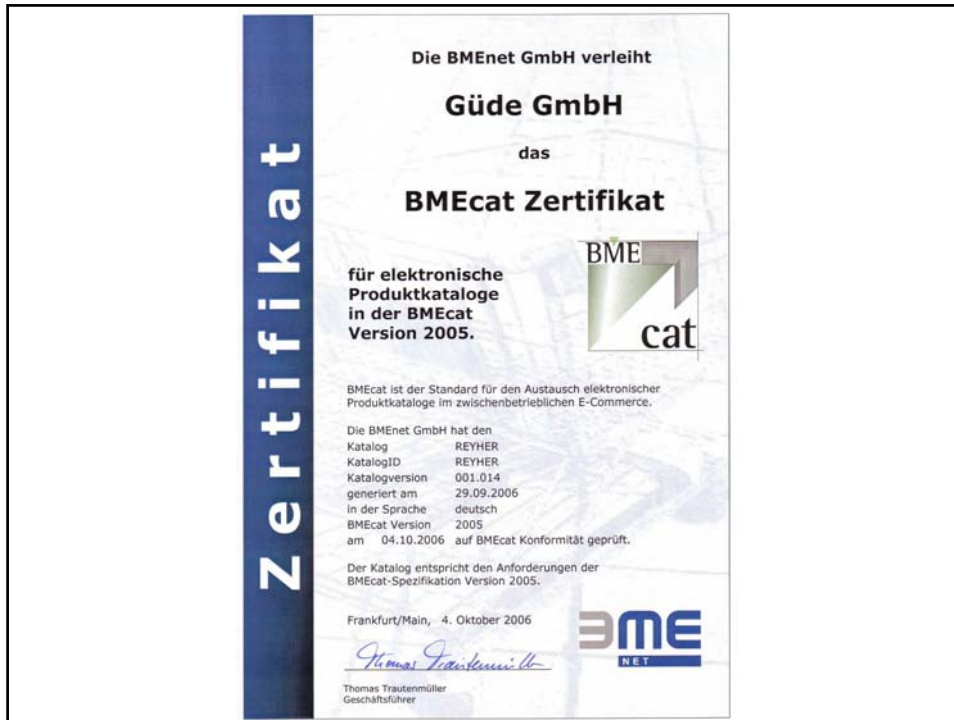 Zertifikat
Die BMEnet GmbH verleiht
Güde GmbH
das
BMEcat Zertifikat
für elektronische
Produktkataloge
in der BMEcat
Version 2005.
BME
cat
BMEcat ist der Standard für den Austausch elektronischer
Produktkataloge im zwischenbetrieblichen E-Commerce.
Die BMEnet GmbH hat den
Katalog REYHER
KatalogID REYHER
Katalogversion 001.014
generiert am 29.09.2006
in der Sprache deutsch
BMEcat Version 2005
am 04.10.2006 auf BMEcat Konformität geprüft.
Der Katalog entspricht den Anforderungen der
BMEcat-Spezifikation Version 2005.
Frankfurt/Main, 4. Oktober 2006
BME
NET
Thomas Trautenmüller
Thomas Trautenmüller
Geschäftsführer